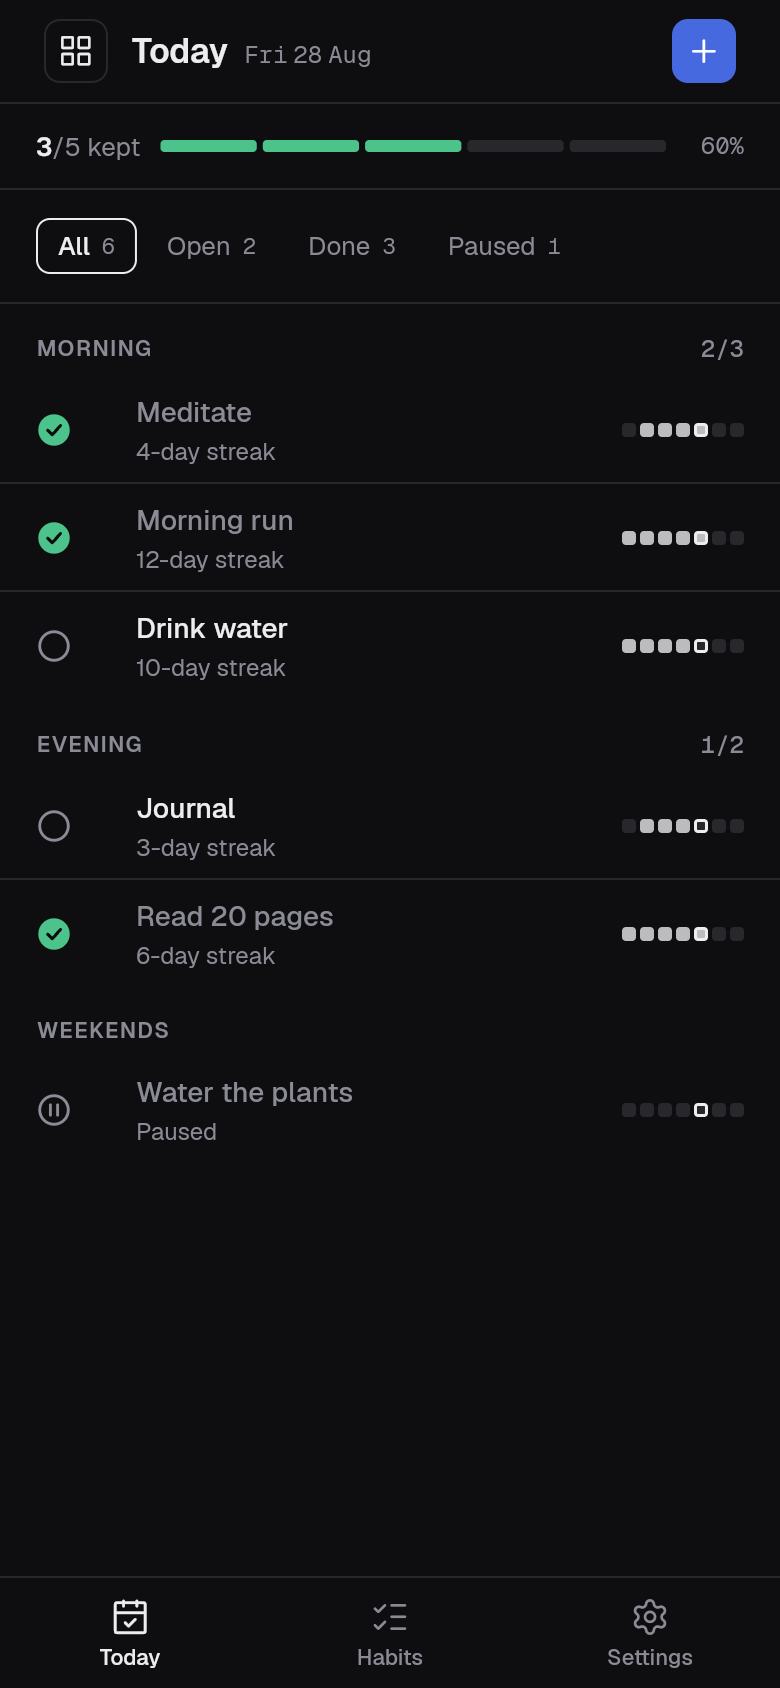 Today Fri 28 Aug
3/5 kept 60%
All 6 Open 2 Done 3 Paused 1
MORNING 2/3
Meditate
4-day streak
Morning run
12-day streak
Drink water
10-day streak
EVENING 1/2
Journal
3-day streak
Read 20 pages
6-day streak
WEEKENDS
Water the plants
Paused
Today Habits Settings